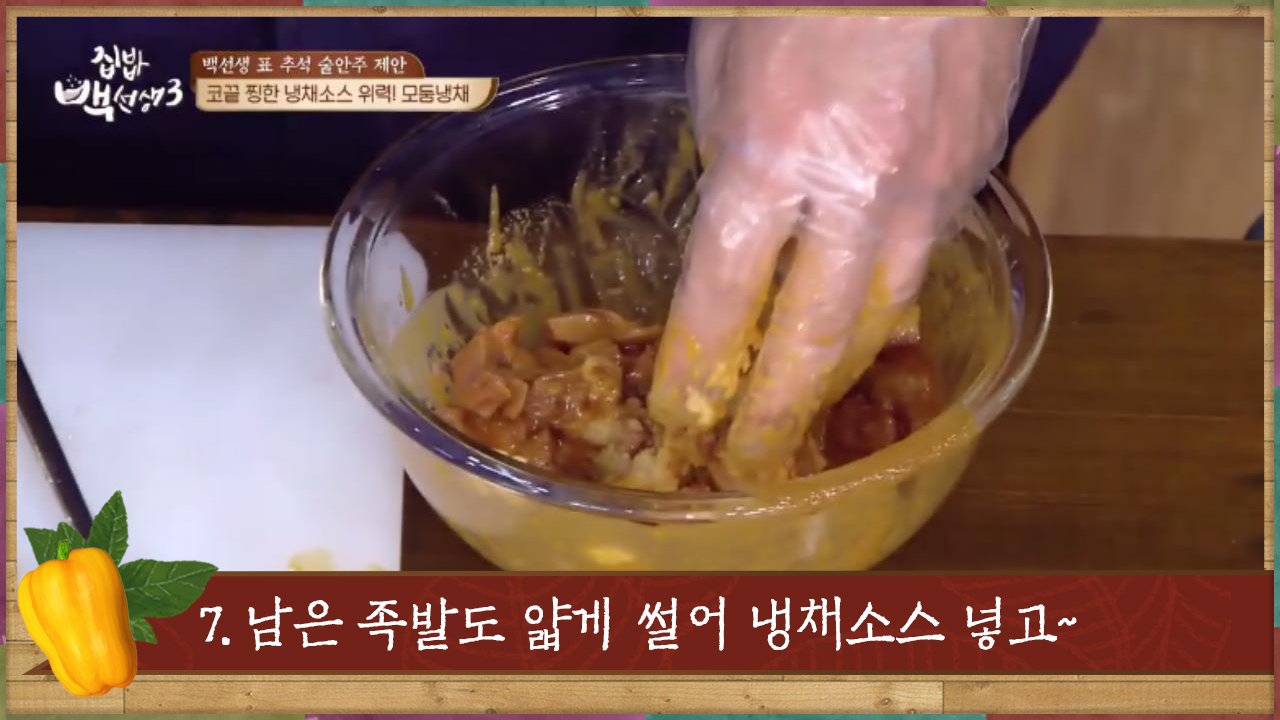 집밥
백선생3
백선생 표 추석 술안주 제안
코끝 찡한 냉채소스 위력! 모둠냉채
7. 남은 족발도 얇게 썰어 냉채소스 넣고~